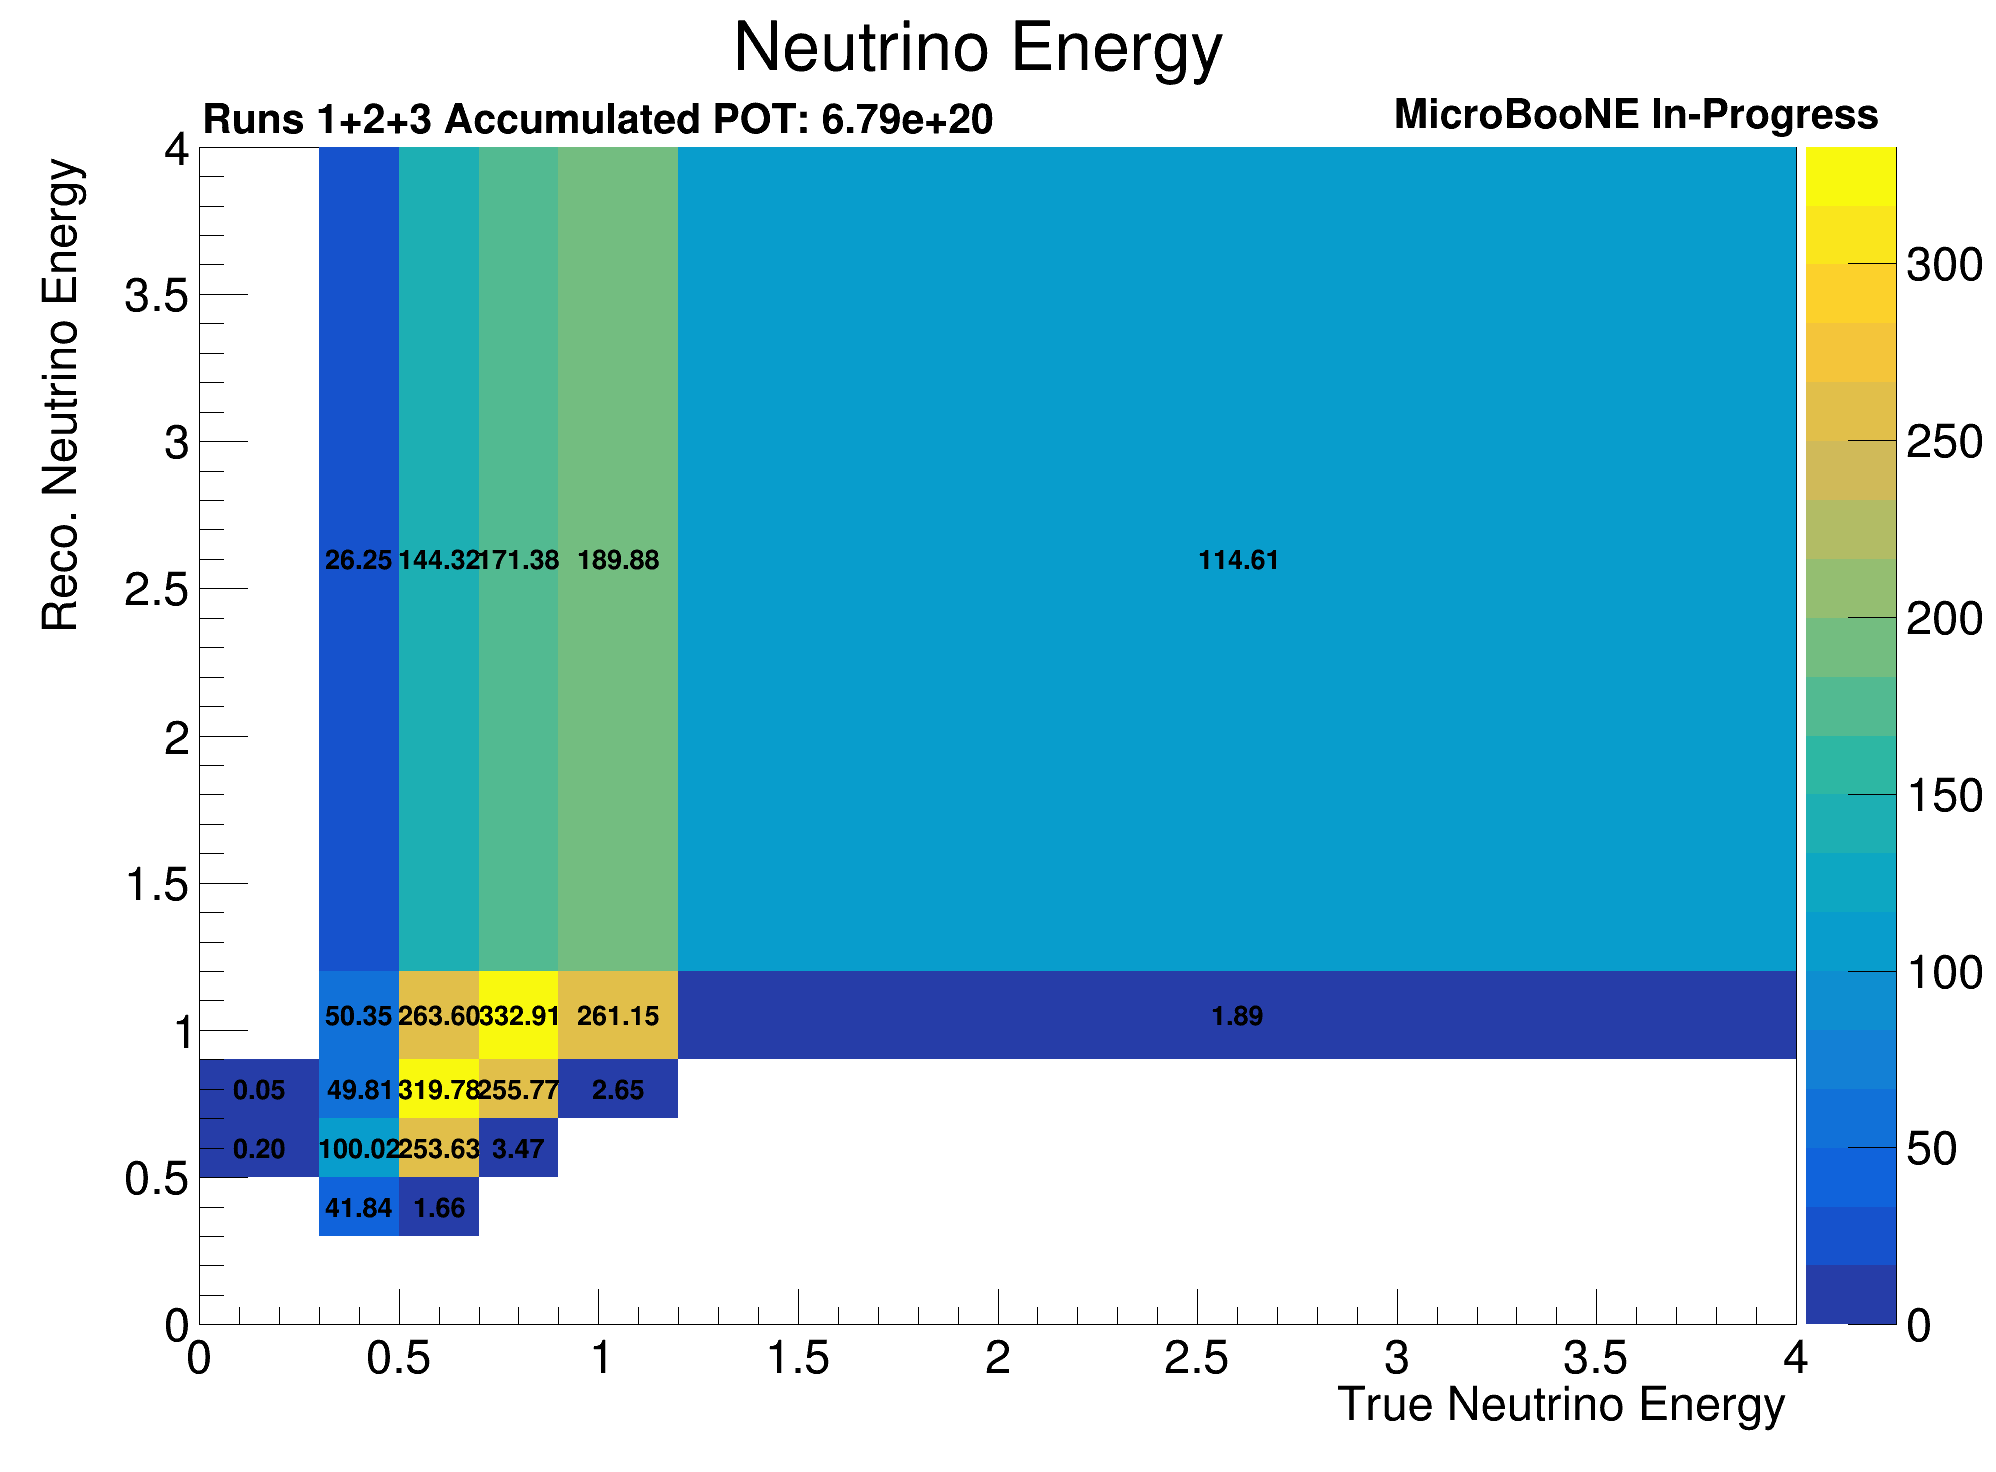 Neutrino Energy
Runs 1+2+3 Accumulated POT: 6.79e+20
MicroBooNE In-Progress
Reco. Neutrino Energy
4
3.5
3
2.5
2
1.5
1
0.5
0
26.25 144.32 171.38 189.88 114.61
50.35 263.60 332.91 261.15 1.89
0.05 49.81 319.78 255.77 2.65
0.20 100.02 253.63 3.47
41.84 1.66
300
250
200
150
100
50
0
0 0.5 1 1.5 2 2.5 3 3.5 4
True Neutrino Energy